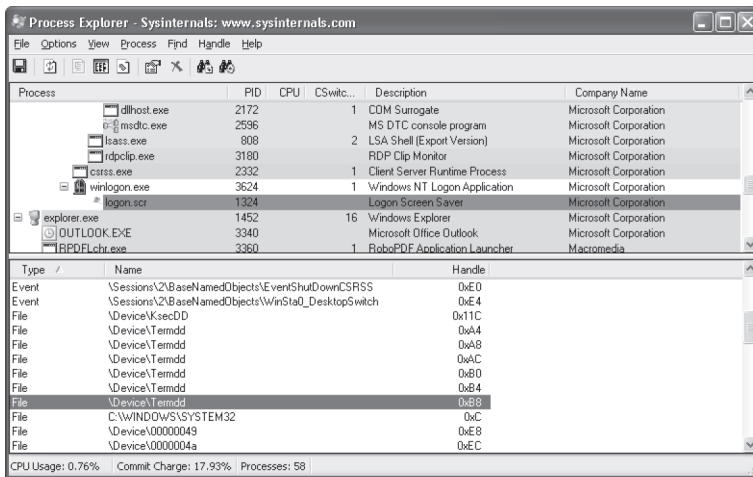 Process Explorer - Sysinternals: www.sysinternals.com
File Options View Process Find Handle Help
Process PID CPU CSwitc... Description Company Name
dllhost.exe 2172 1 COM Surrogate Microsoft Corporation
msdtc.exe 2596 MS DTC console program Microsoft Corporation
lsass.exe 808 2 LSA Shell (Export Version) Microsoft Corporation
rdpclip.exe 3180 RDP Clip Monitor Microsoft Corporation
csrss.exe 2332 1 Client Server Runtime Process Microsoft Corporation
winlogon.exe 3624 1 Windows NT Logon Application Microsoft Corporation
logon.scr 1324 Logon Screen Saver Microsoft Corporation
explorer.exe 1452 16 Windows Explorer Microsoft Corporation
OUTLOOK.EXE 3340 Microsoft Office Outlook Microsoft Corporation
RPDFLchr.exe 3360 1 RoboPDF Application Launcher Macromedia
Type Name Handle
Event \Sessions\2\BaseNamedObjects\EventShutDownCSRSS 0xE0
Event \Sessions\2\BaseNamedObjects\WinSta0_DesktopSwitch 0xE4
File \Device\KsecDD 0x11C
File \Device\Termdd 0xA4
File \Device\Termdd 0xA8
File \Device\Termdd 0xAC
File \Device\Termdd 0xB0
File \Device\Termdd 0xB4
File \Device\Termdd 0xB8
File C:\WINDOWS\SYSTEM32 0xC
File \Device\00000049 0xE8
File \Device\0000004a 0xEC
CPU Usage: 0.76% Commit Charge: 17.93% Processes: 58